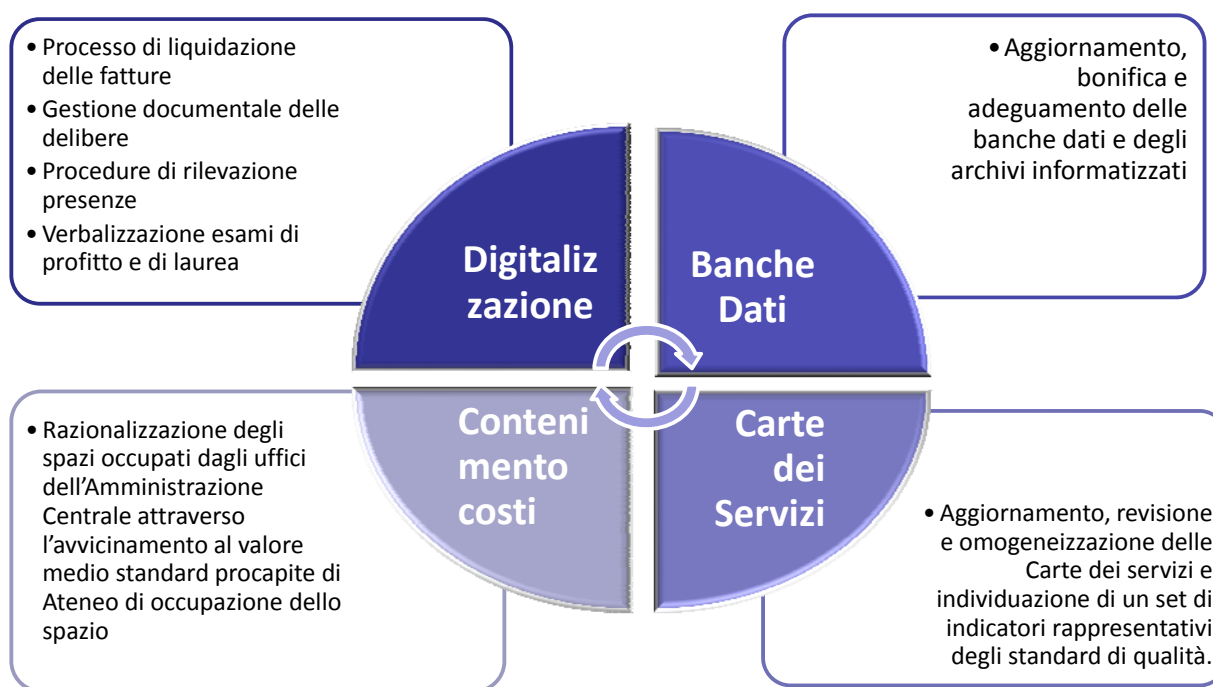 • Processo di liquidazione
delle fatture
• Gestione documentale delle
delibere
• Procedure di rilevazione
presenze
• Verbalizzazione esami di
profitto e di laurea
• Aggiornamento,
bonifica e
adeguamento delle
banche dati e degli
archivi informatizzati
Digitaliz
zazione
Banche
Dati
Conteni
mento
costi
Carte
dei
Servizi
• Razionalizzazione degli
spazi occupati dagli uffici
dell’Amministrazione
Centrale attraverso
l’avvicinamento al valore
medio standard procapite di
Ateneo di occupazione dello
spazio
• Aggiornamento, revisione
e omogeneizzazione delle
Carte dei servizi e
individuazione di un set di
indicatori rappresentativi
degli standard di qualità.